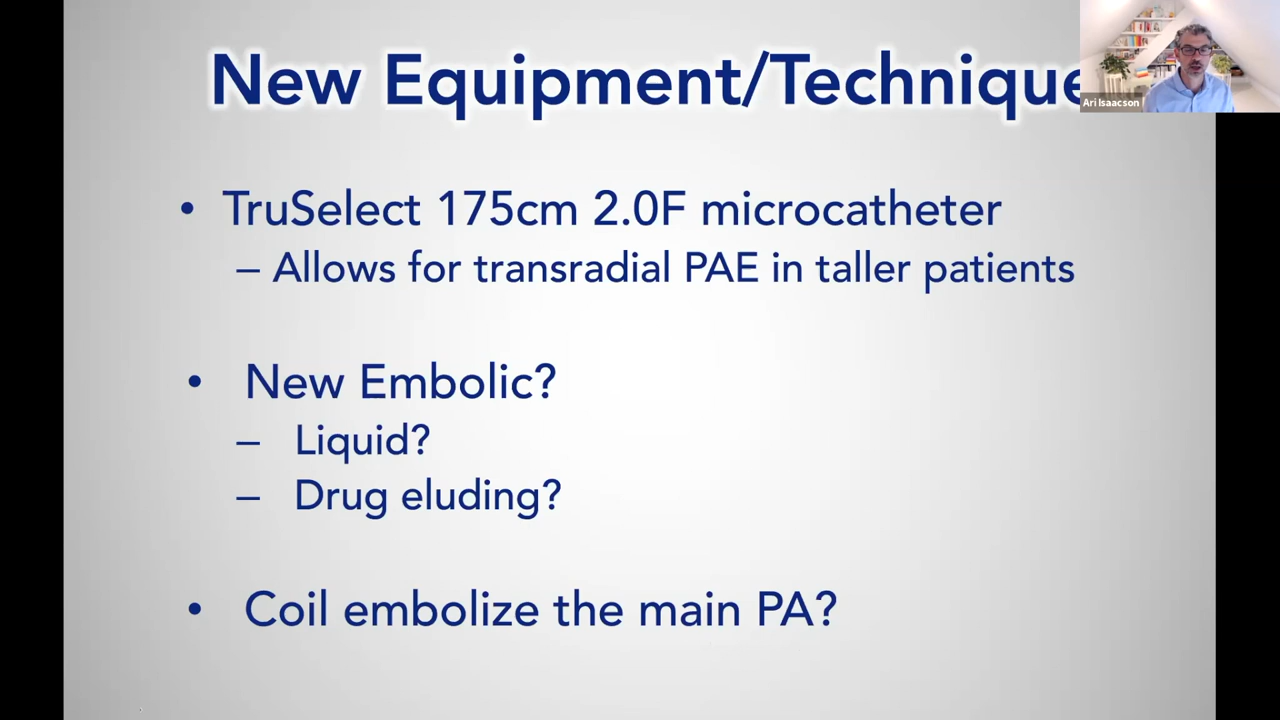 New Equipment/Technique
Ari Isaacson
• TruSelect 175cm 2.0F microcatheter
– Allows for transradial PAE in taller patients
• New Embolic?
– Liquid?
– Drug eluding?
• Coil embolize the main PA?